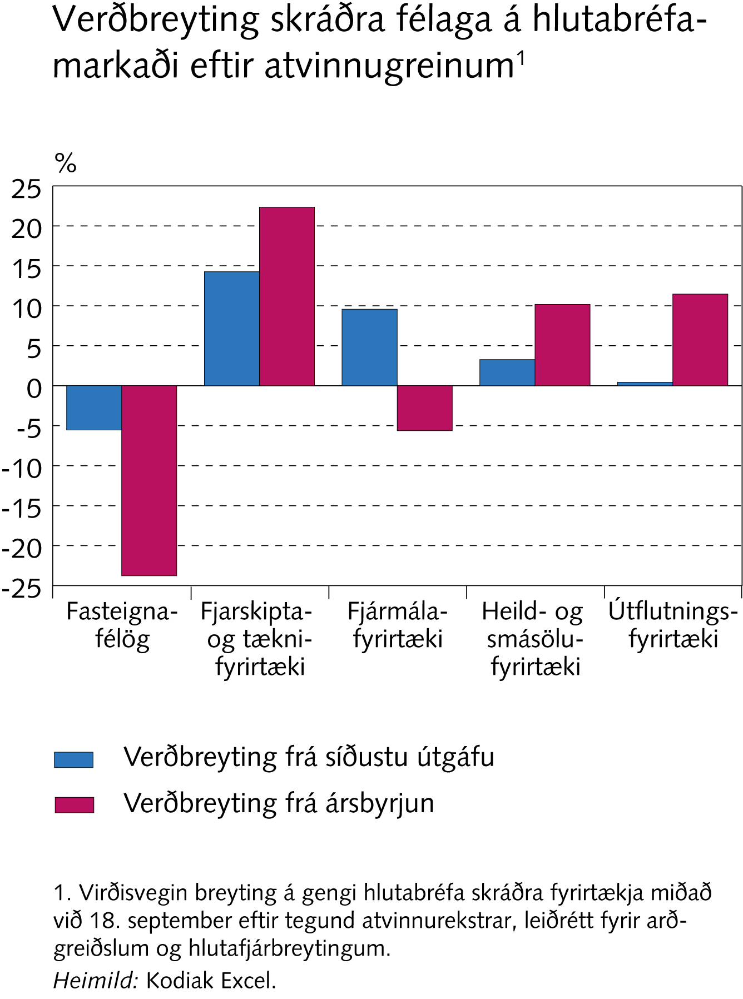 Verðbreyting skráðra félaga á hlutabréfa-
markaði eftir atvinnugreinum¹
%
25
20
15
10
5
0
-5
-10
-15
-20
-25
Fasteigna-
félög
Fjarskipta-
og tækni-
fyrirtæki
Fjármála-
fyrirtæki
Heild- og
smásölu-
fyrirtæki
Útflutnings-
fyrirtæki
Verðbreyting frá síðustu útgáfu
Verðbreyting frá ársbyrjun
1. Virðisvegin breyting á gengi hlutabréfa skráðra fyrirtækja miðað
við 18. september eftir tegund atvinnurekstrar, leiðrétt fyrir arð-
greiðslum og hlutafjárbreytingum.
Heimild: Kodiak Excel.